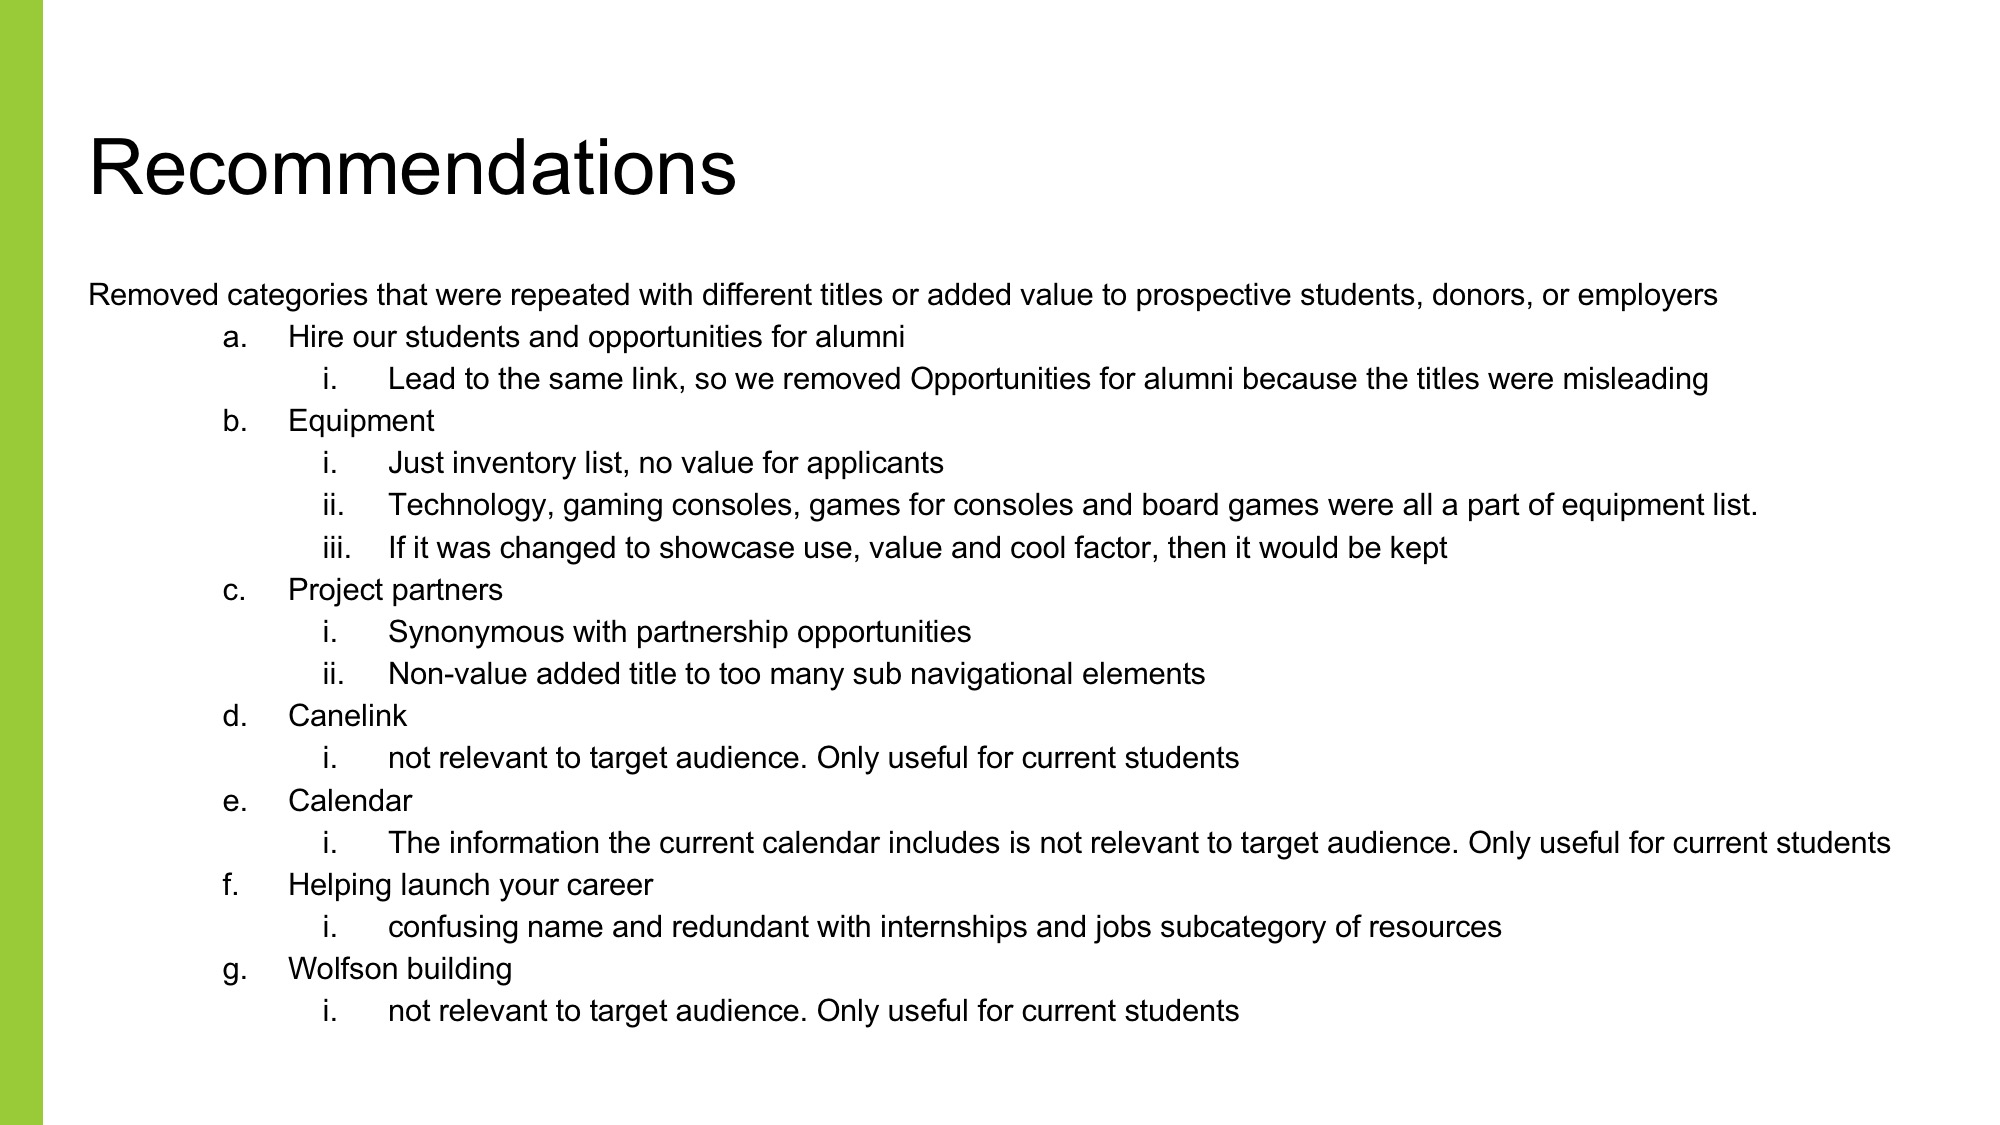 Recommendations
Removed categories that were repeated with different titles or added value to prospective students, donors, or employers
a. Hire our students and opportunities for alumni
i. Lead to the same link, so we removed Opportunities for alumni because the titles were misleading
b. Equipment
i. Just inventory list, no value for applicants
ii. Technology, gaming consoles, games for consoles and board games were all a part of equipment list.
iii. If it was changed to showcase use, value and cool factor, then it would be kept
c. Project partners
i. Synonymous with partnership opportunities
ii. Non-value added title to too many sub navigational elements
d. Canelink
i. not relevant to target audience. Only useful for current students
e. Calendar
i. The information the current calendar includes is not relevant to target audience. Only useful for current students
f. Helping launch your career
i. confusing name and redundant with internships and jobs subcategory of resources
g. Wolfson building
i. not relevant to target audience. Only useful for current students